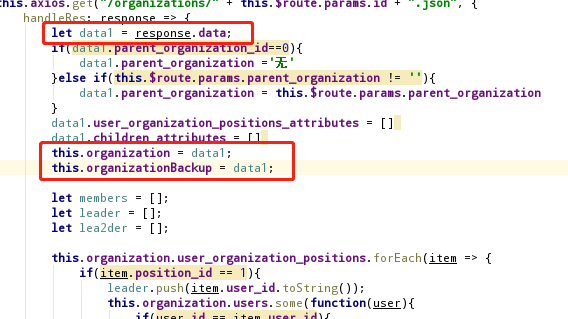 this.axios.get("/organizations/" + this.$route.params.id + ".json", {
handleRes: response => {
let data1 = response.data;
if(data1.parent_organization_id==0){
data1.parent_organization ='无'
}else if(this.$route.params.parent_organization != ''){
data1.parent_organization = this.$route.params.parent_organization
}
data1.user_organization_positions_attributes = []
data1.children_attributes = []
this.organization = data1;
this.organizationBackup = data1;
let members = [];
let leader = [];
let lea2der = [];
this.organization.user_organization_positions.forEach(item => {
if(item.position_id == 1){
leader.push(item.user_id.toString());
this.organization.users.some(function(user){
if(user.id == item.user_id){